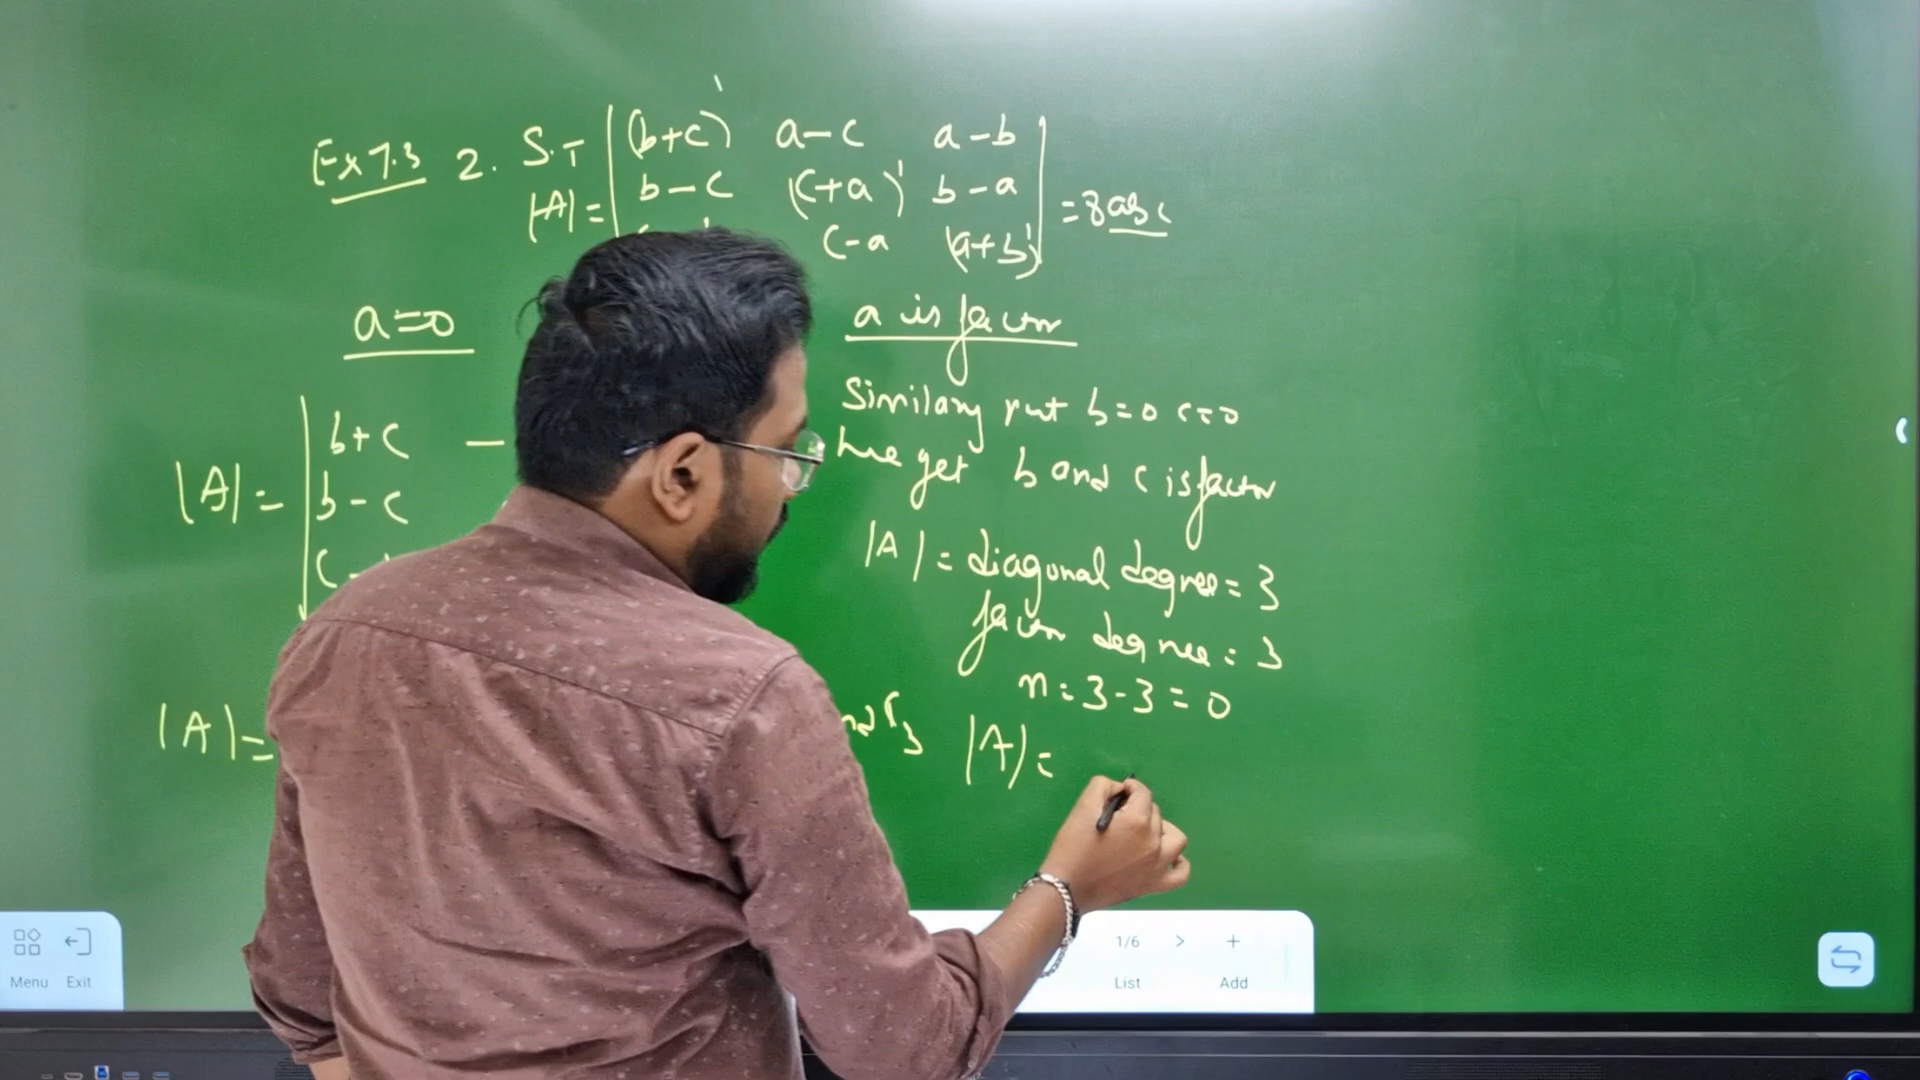 Ex 7.3 2. S.T | (b+c)' a-c a-b |
|A| = | b-c (c+a)' b-a | = 8abc
c-a (a+b)'
a=0
a is factor
Similary put b=0 c=0
we get b and c is factor
|A| = | b+c -
b-c
c-
|A| = diagonal degree = 3
factor degree = 3
n = 3-3 = 0
|A| =
|A| =
Menu Exit
1/6 > +
List Add